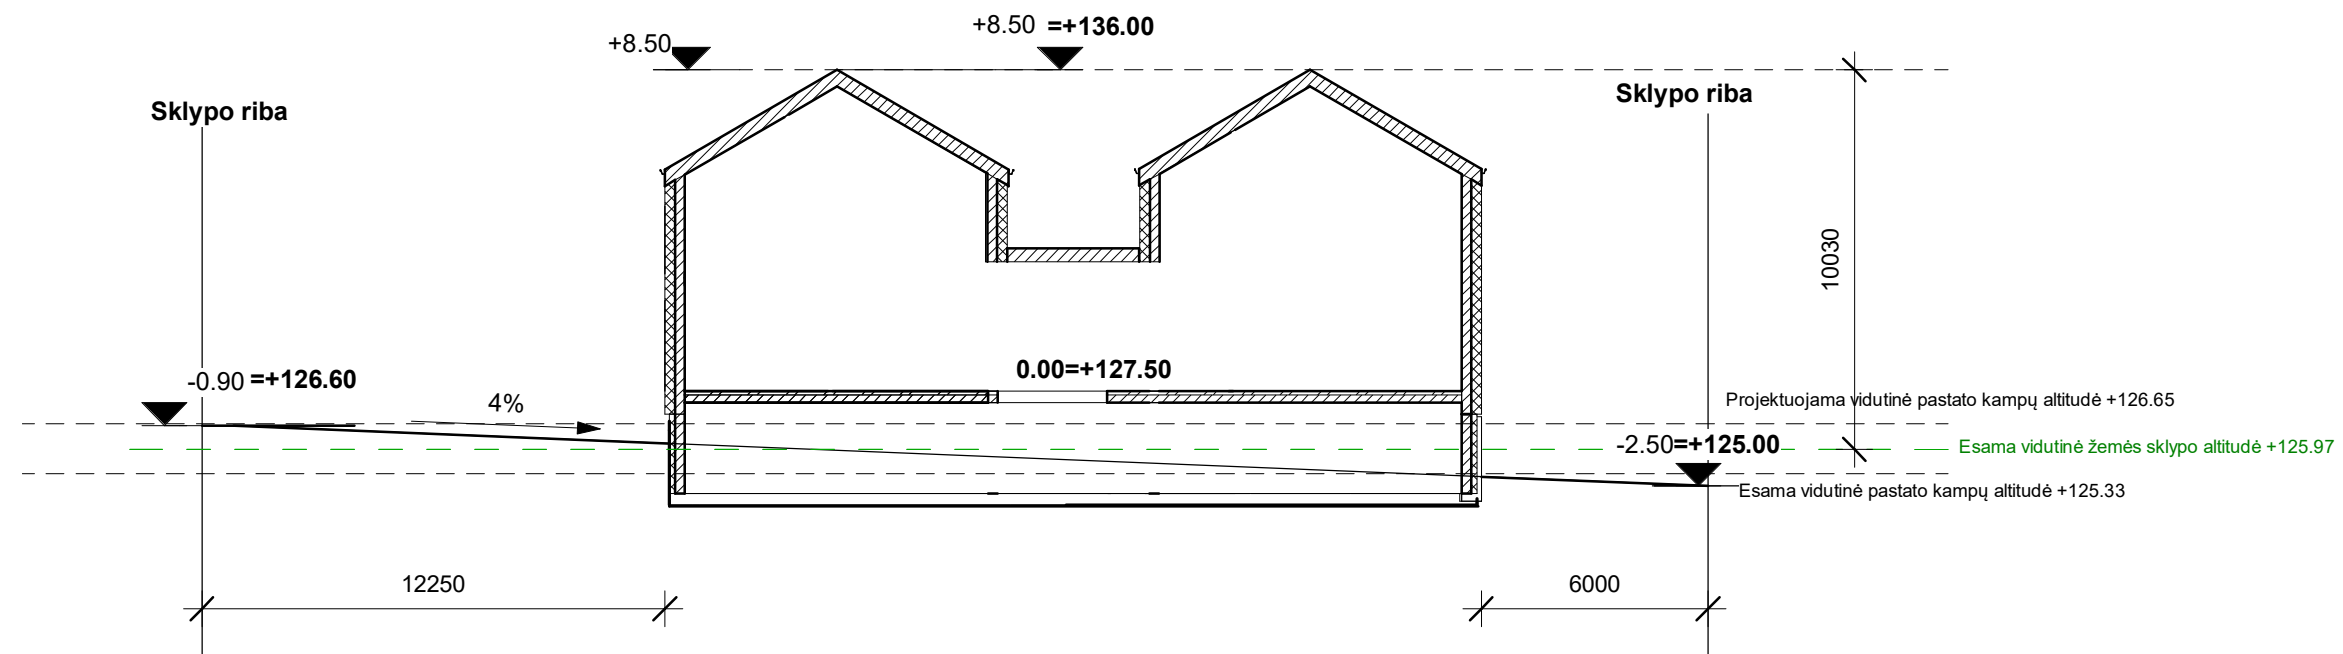 +8.50 =+136.00
+8.50
Sklypo riba
Sklypo riba
10030
0.00=+127.50
-0.90 =+126.60
4%
Projektuojama vidutinė pastato kampų altitudė +126.65
-2.50=+125.00
Esama vidutinė žemės sklypo altitudė +125.97
Esama vidutinė pastato kampų altitudė +125.33
12250
6000